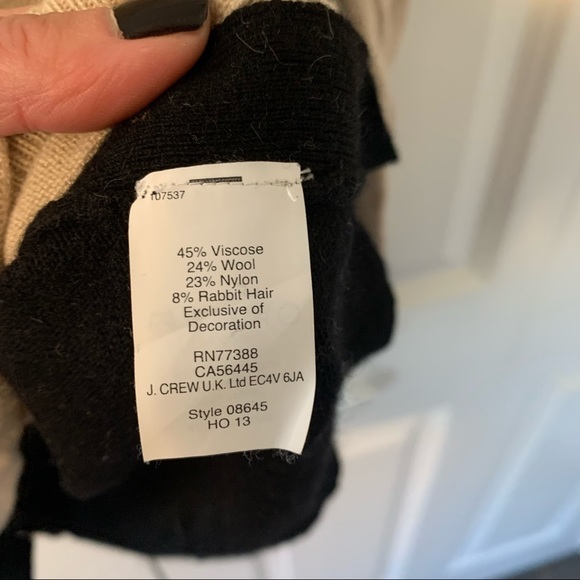 107537
45% Viscose
24% Wool
23% Nylon
8% Rabbit Hair
Exclusive of
Decoration
RN77388
CA56445
J. CREW U.K. Ltd EC4V 6JA
Style 08645
HO 13